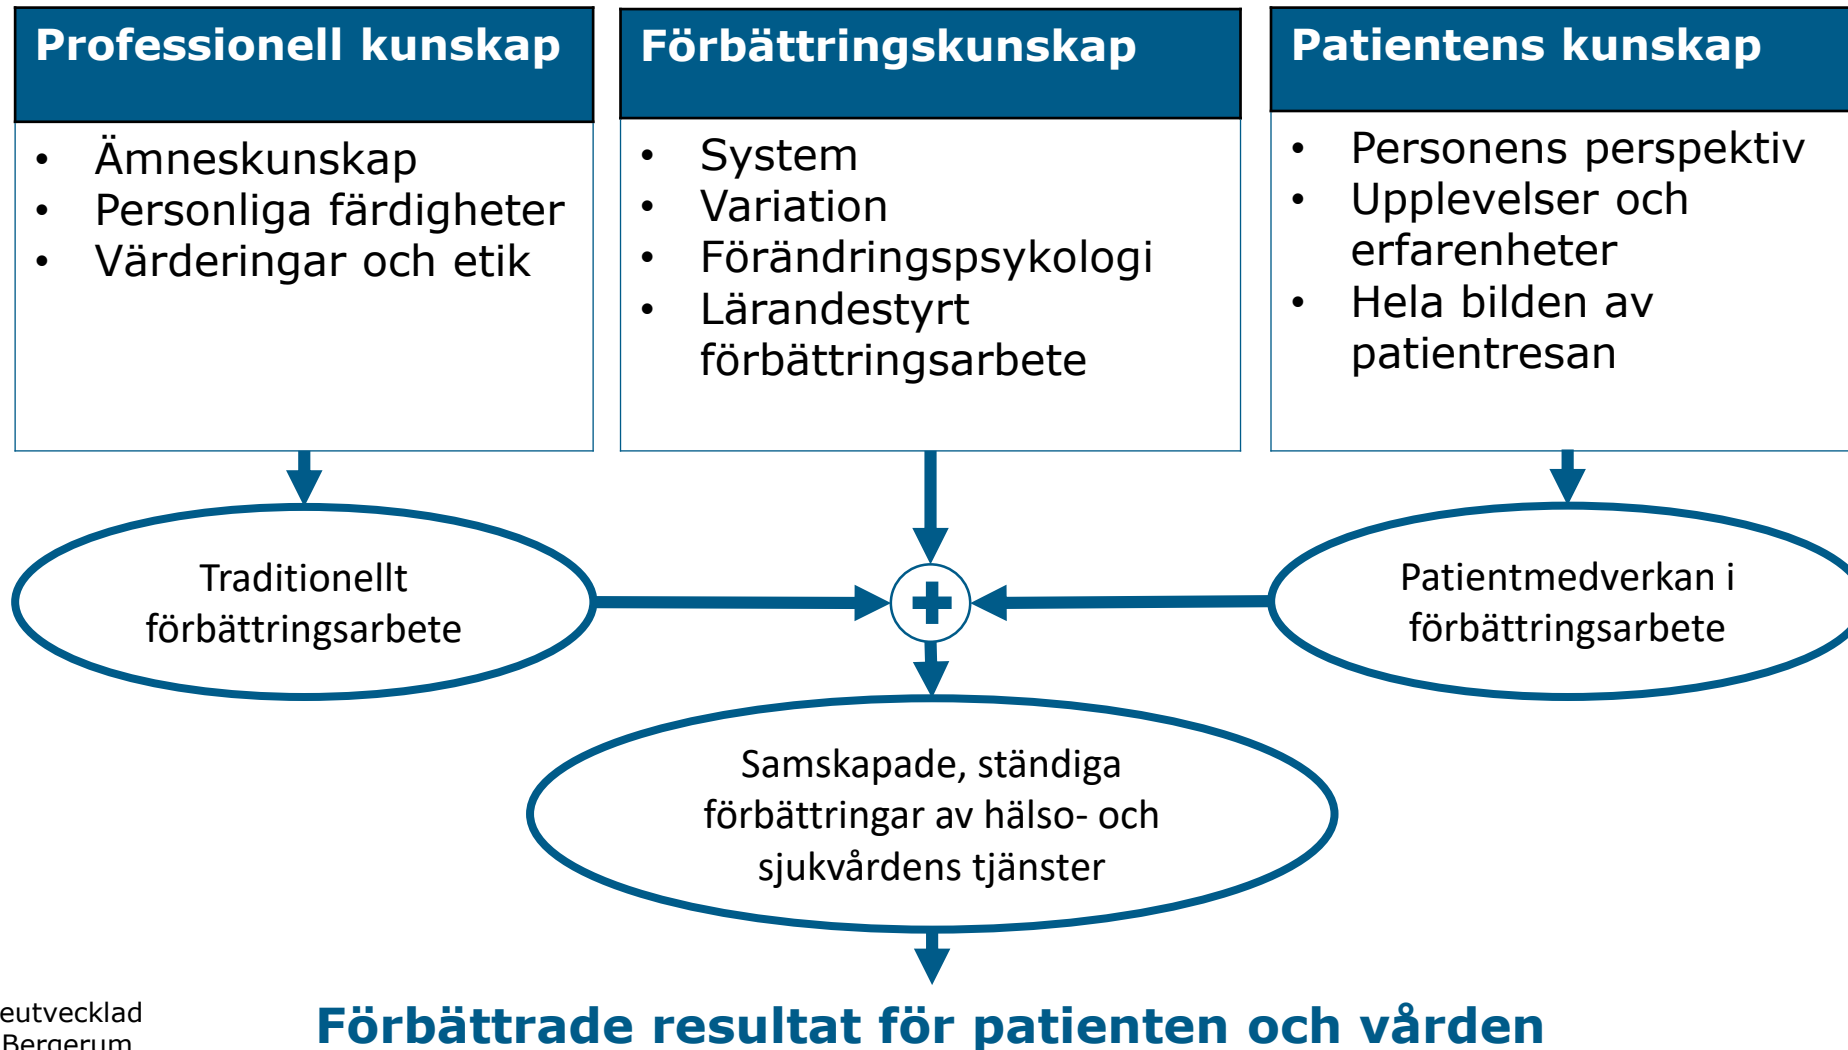 Professionell kunskap
• Ämneskunskap
• Personliga färdigheter
• Värderingar och etik
Förbättringskunskap
• System
• Variation
• Förändringspsykologi
• Lärandestyrt
förbättringsarbete
Patientens kunskap
• Personens perspektiv
• Upplevelser och
erfarenheter
• Hela bilden av
patientresan
Traditionellt
förbättringsarbete
Patientmedverkan i
förbättringsarbete
Samskapade, ständiga
förbättringar av hälso- och
sjukvårdens tjänster
eutvecklad
Bergerum
Förbättrade resultat för patienten och vården